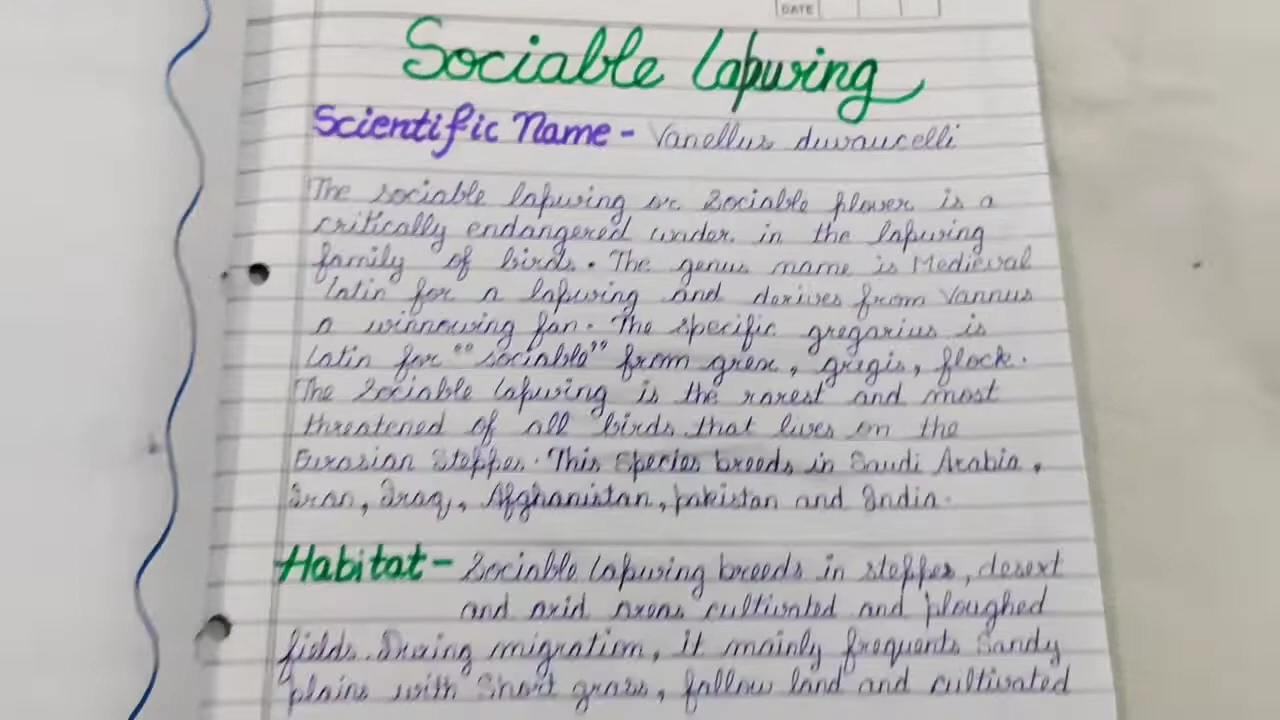 DATE
Sociable Lapwing
Scientific Name - Vanellus duvaucelli
The sociable lapwing or Sociable plover is a
critically endangered wader in the lapwing
family of birds. The genus name is Medieval
latin for a lapwing and derives from Vannus
a winnowing fan. The specific gregarius is
latin for "sociable" from grex, gregis, flock.
The Sociable lapwing is the rarest and most
threatened of all birds that lives on the
Eurasian Steppes. This species breeds in Saudi Arabia,
Iran, Iraq, Afghanistan, pakistan and India.
Habitat - Sociable lapwing breeds in steppes, desert
and arid areas cultivated and ploughed
fields. During migration, it mainly frequents Sandy
plains with Short grass, fallow land and cultivated